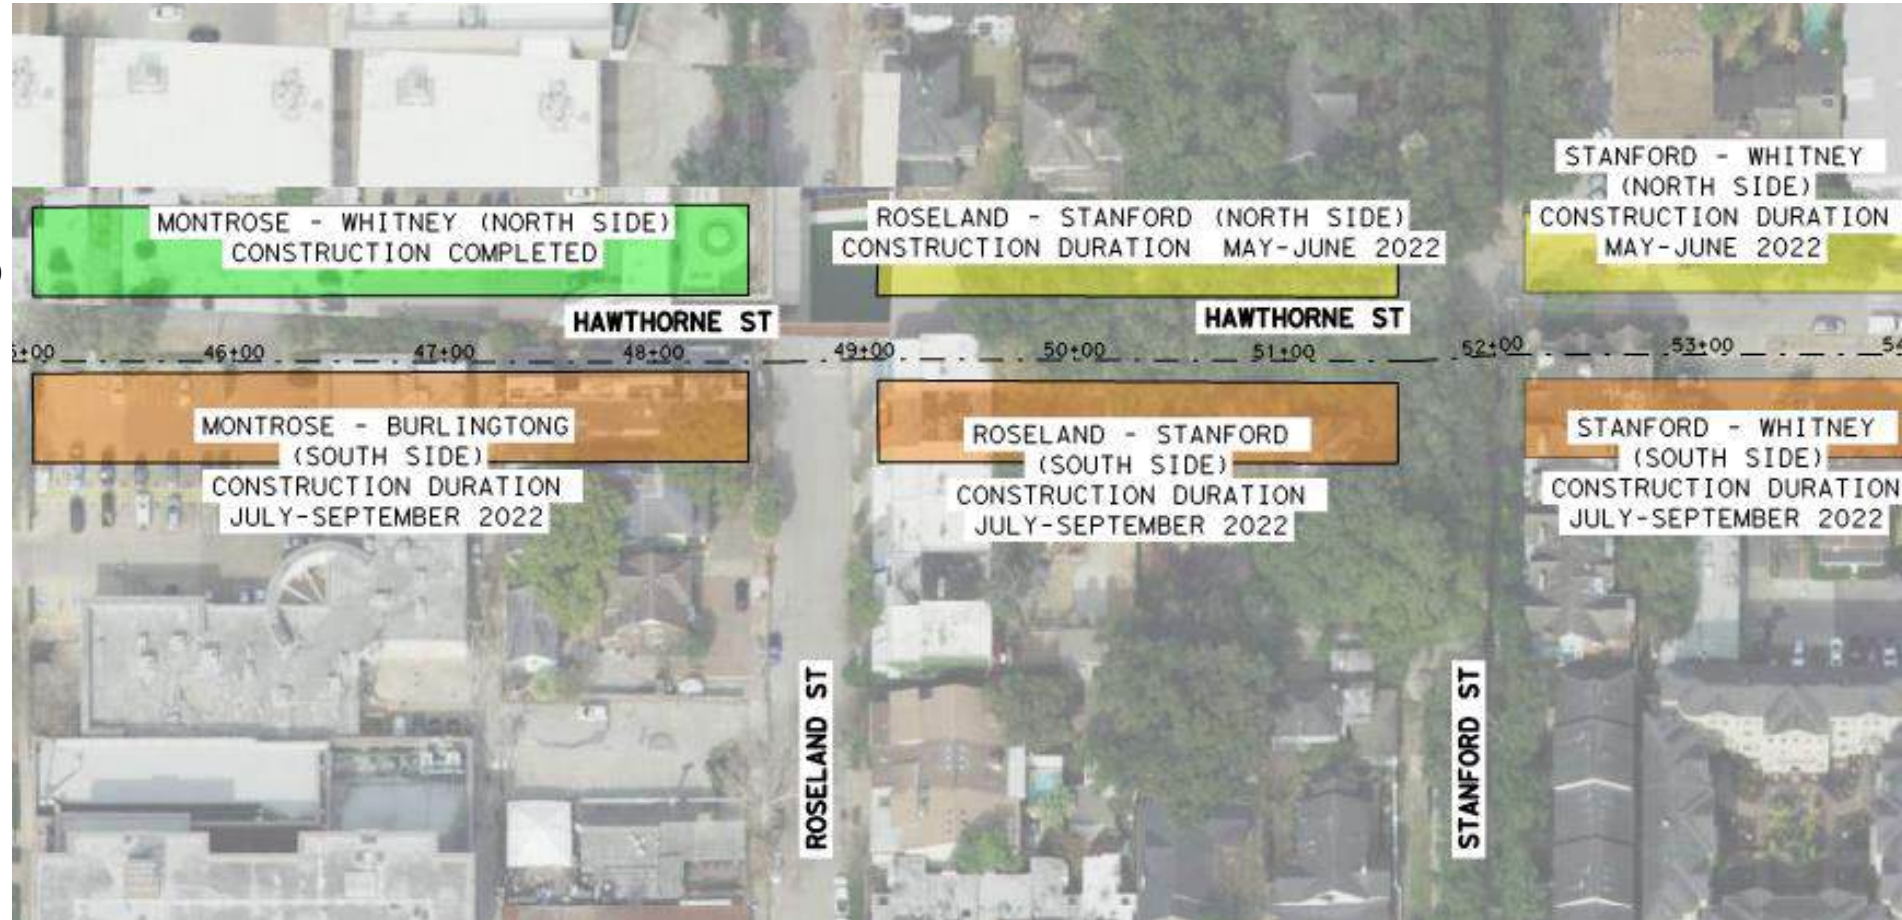 MONTROSE - WHITNEY (NORTH SIDE)
CONSTRUCTION COMPLETED
ROSELAND - STANFORD (NORTH SIDE)
CONSTRUCTION DURATION MAY-JUNE 2022
STANFORD - WHITNEY
(NORTH SIDE)
CONSTRUCTION DURATION
MAY-JUNE 2022
HAWTHORNE ST
HAWTHORNE ST
5+00 46+00 47+00 48+00 49+00 50+00 51+00 52+00 53+00 54
MONTROSE - BURLINGTONG
(SOUTH SIDE)
CONSTRUCTION DURATION
JULY-SEPTEMBER 2022
ROSELAND - STANFORD
(SOUTH SIDE)
CONSTRUCTION DURATION
JULY-SEPTEMBER 2022
STANFORD - WHITNEY
(SOUTH SIDE)
CONSTRUCTION DURATION
JULY-SEPTEMBER 2022
ROSELAND ST
STANFORD ST